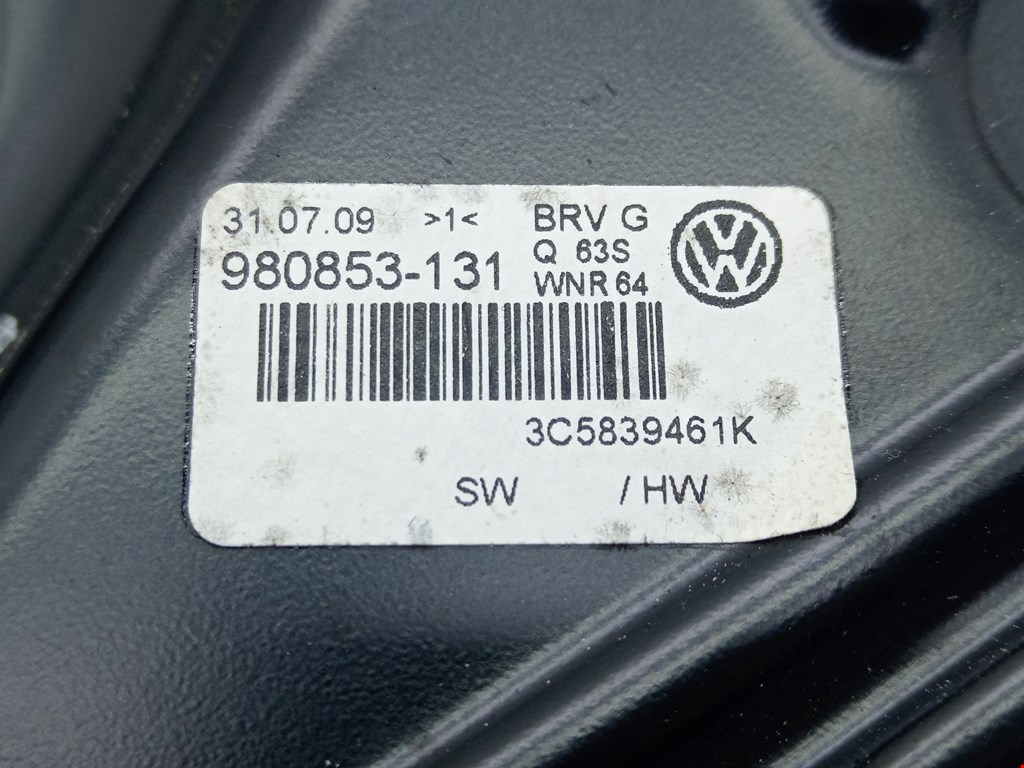 31.07.09 >1< BRV G
Q 63S
980853-131
WNR 64
3C5839461K
SW / HW